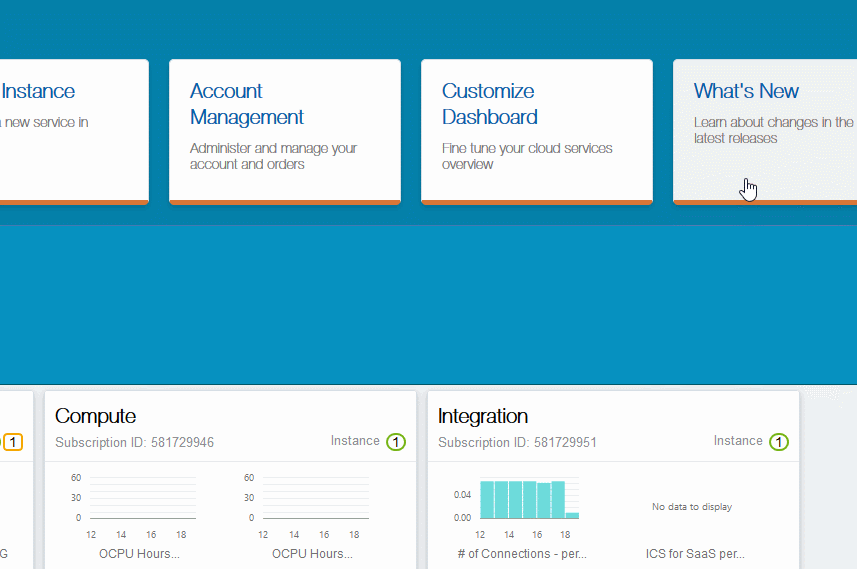 Instance
a new service in
Account
Management
Administer and manage your
account and orders
Customize
Dashboard
Fine tune your cloud services
overview
What's New
Learn about changes in the
latest releases
1
G
Compute
Subscription ID: 581729946
Instance 1
60
30
0
12 14 16 18
OCPU Hours...
60
30
0
12 14 16 18
OCPU Hours...
Integration
Subscription ID: 581729951
Instance 1
0.04
0.00
12 14 16 18
# of Connections - per...
No data to display
ICS for SaaS per...